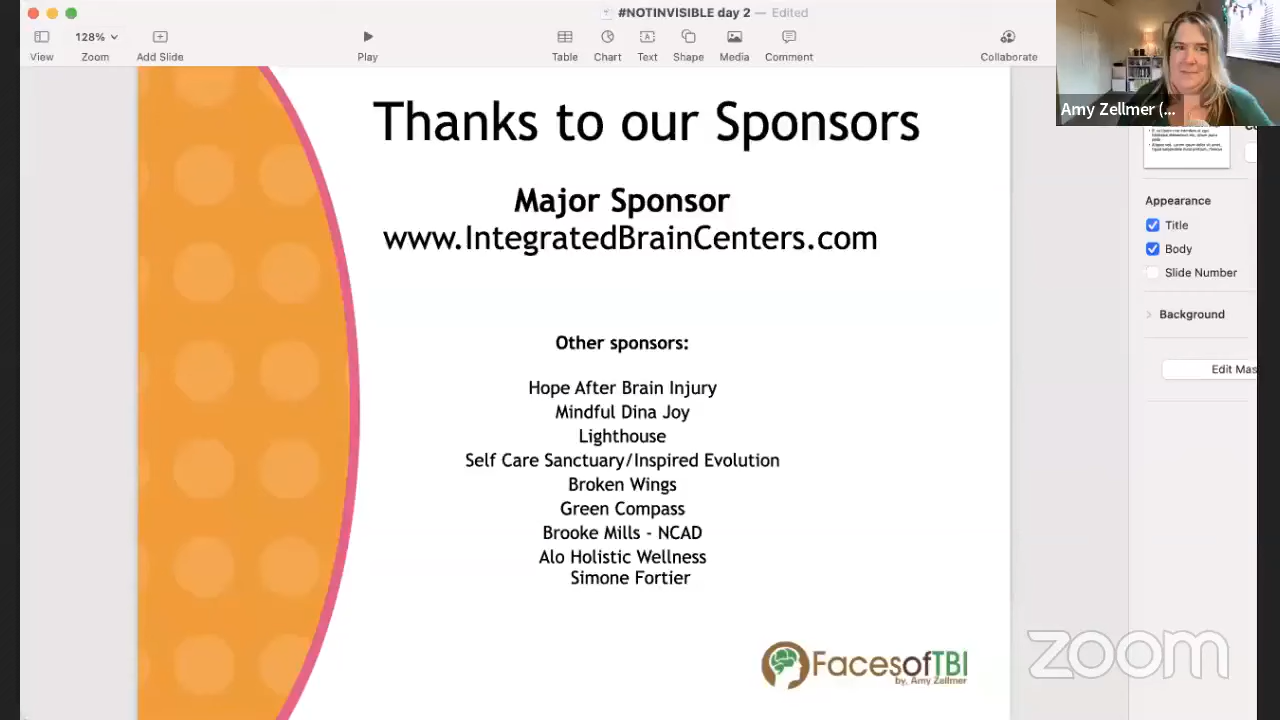 #NOTINVISIBLE day 2 — Edited
128%
View
Zoom
Add Slide
Play
Table
Chart
Text
Shape
Media
Comment
Collaborate
Amy Zellmer (...
Thanks to our Sponsors
Major Sponsor
www.IntegratedBrainCenters.com
Other sponsors:
Hope After Brain Injury
Mindful Dina Joy
Lighthouse
Self Care Sanctuary/Inspired Evolution
Broken Wings
Green Compass
Brooke Mills - NCAD
Alo Holistic Wellness
Simone Fortier
FacesofTBI
by, Amy Zellmer
Appearance
Title
Body
Slide Number
Background
Edit Mas
zoom